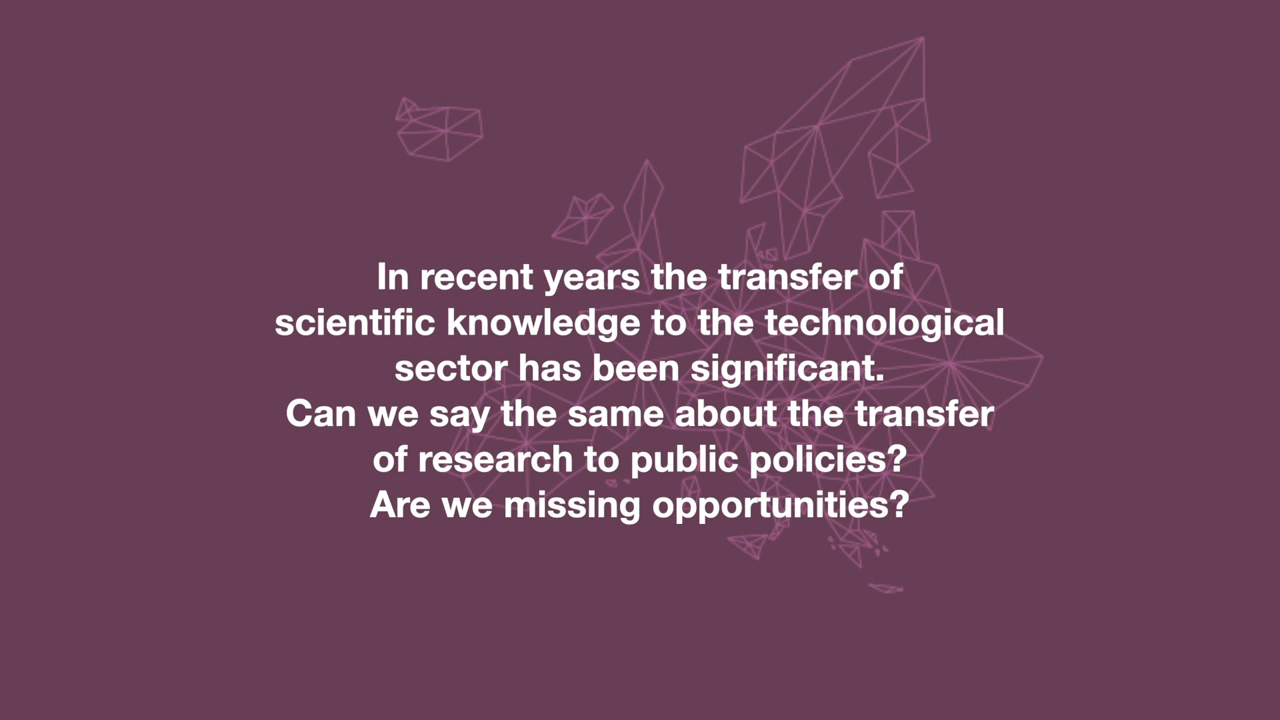 In recent years the transfer of
scientific knowledge to the technological
sector has been significant.
Can we say the same about the transfer
of research to public policies?
Are we missing opportunities?